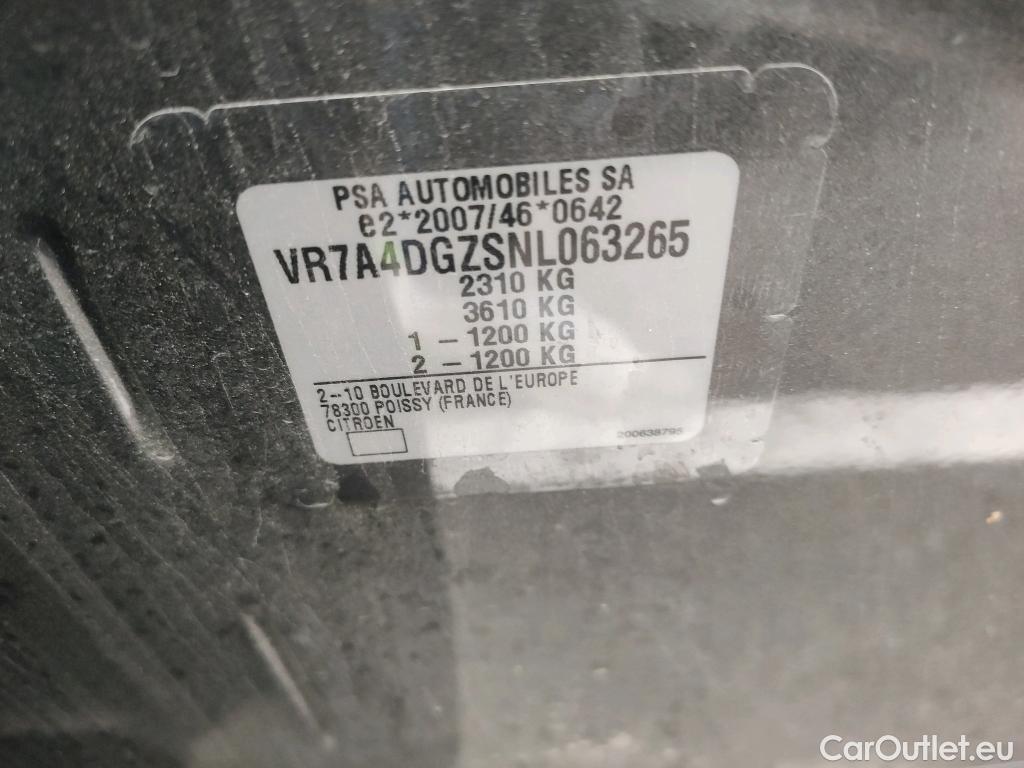 PSA AUTOMOBILES SA
e2*2007/46*0642
VR7A4DGZSNL063265
2310 KG
3610 KG
1 - 1200 KG
2 - 1200 KG
2-10 BOULEVARD DE L'EUROPE
78300 POISSY (FRANCE)
CITROEN
200638795
CarOutlet.eu